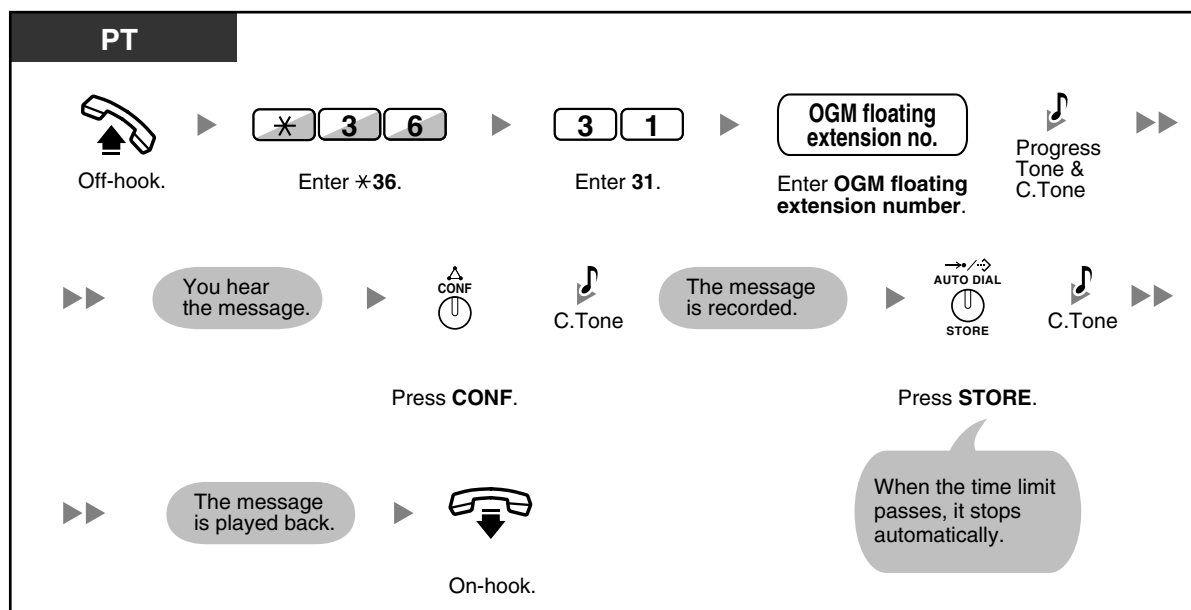 PT
✳ 3 6
3 1
OGM floating
extension no.
Off-hook.
Enter ✳36.
Enter 31.
Enter OGM floating
extension number.
Progress
Tone &
C.Tone
You hear
the message.
CONF
C.Tone
The message
is recorded.
AUTO DIAL
STORE
C.Tone
Press CONF.
Press STORE.
When the time limit
passes, it stops
automatically.
The message
is played back.
On-hook.